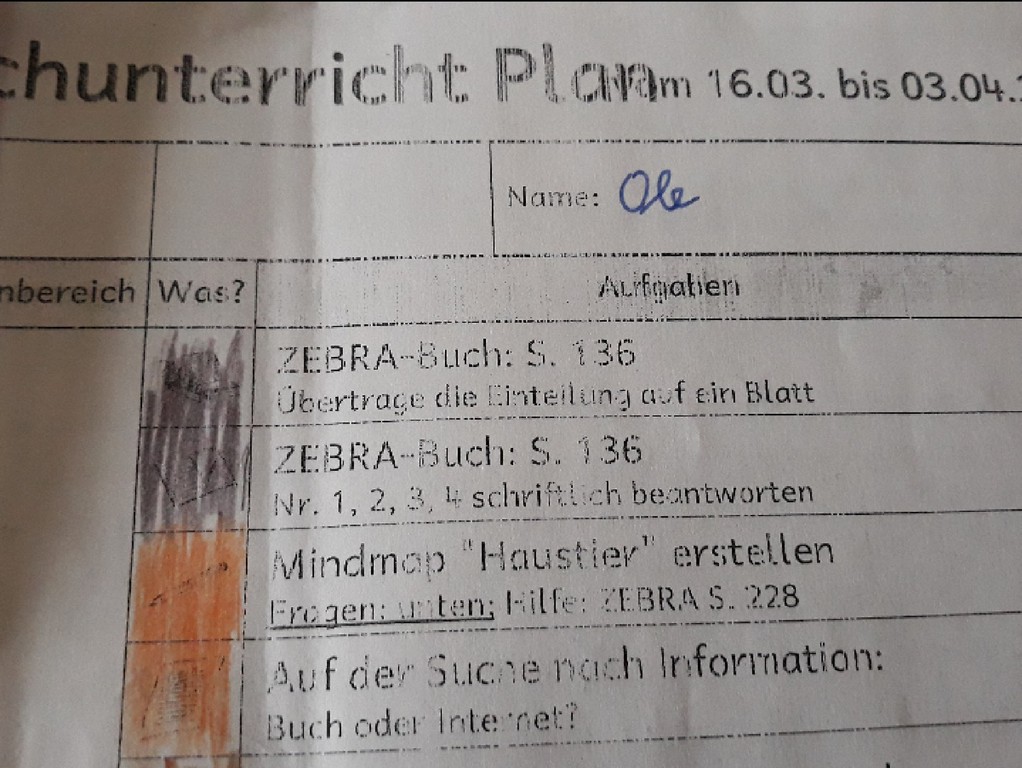 chunterricht Plan vom 16.03. bis 03.04.
Name: Ole
nbereich Was? Aufgaben
ZEBRA-Buch: S. 136
Übertrage die Einteilung auf ein Blatt
ZEBRA-Buch: S. 136
Nr. 1, 2, 3, 4 schriftlich beantworten
Mindmap "Haustier" erstellen
Fragen: unten; Hilfe: ZEBRA S. 228
Auf der Suche nach Information:
Buch oder Internet?